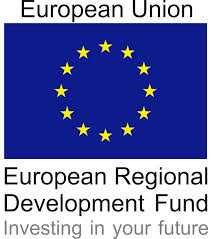 European Union
European Regional
Development Fund
Investing in your future